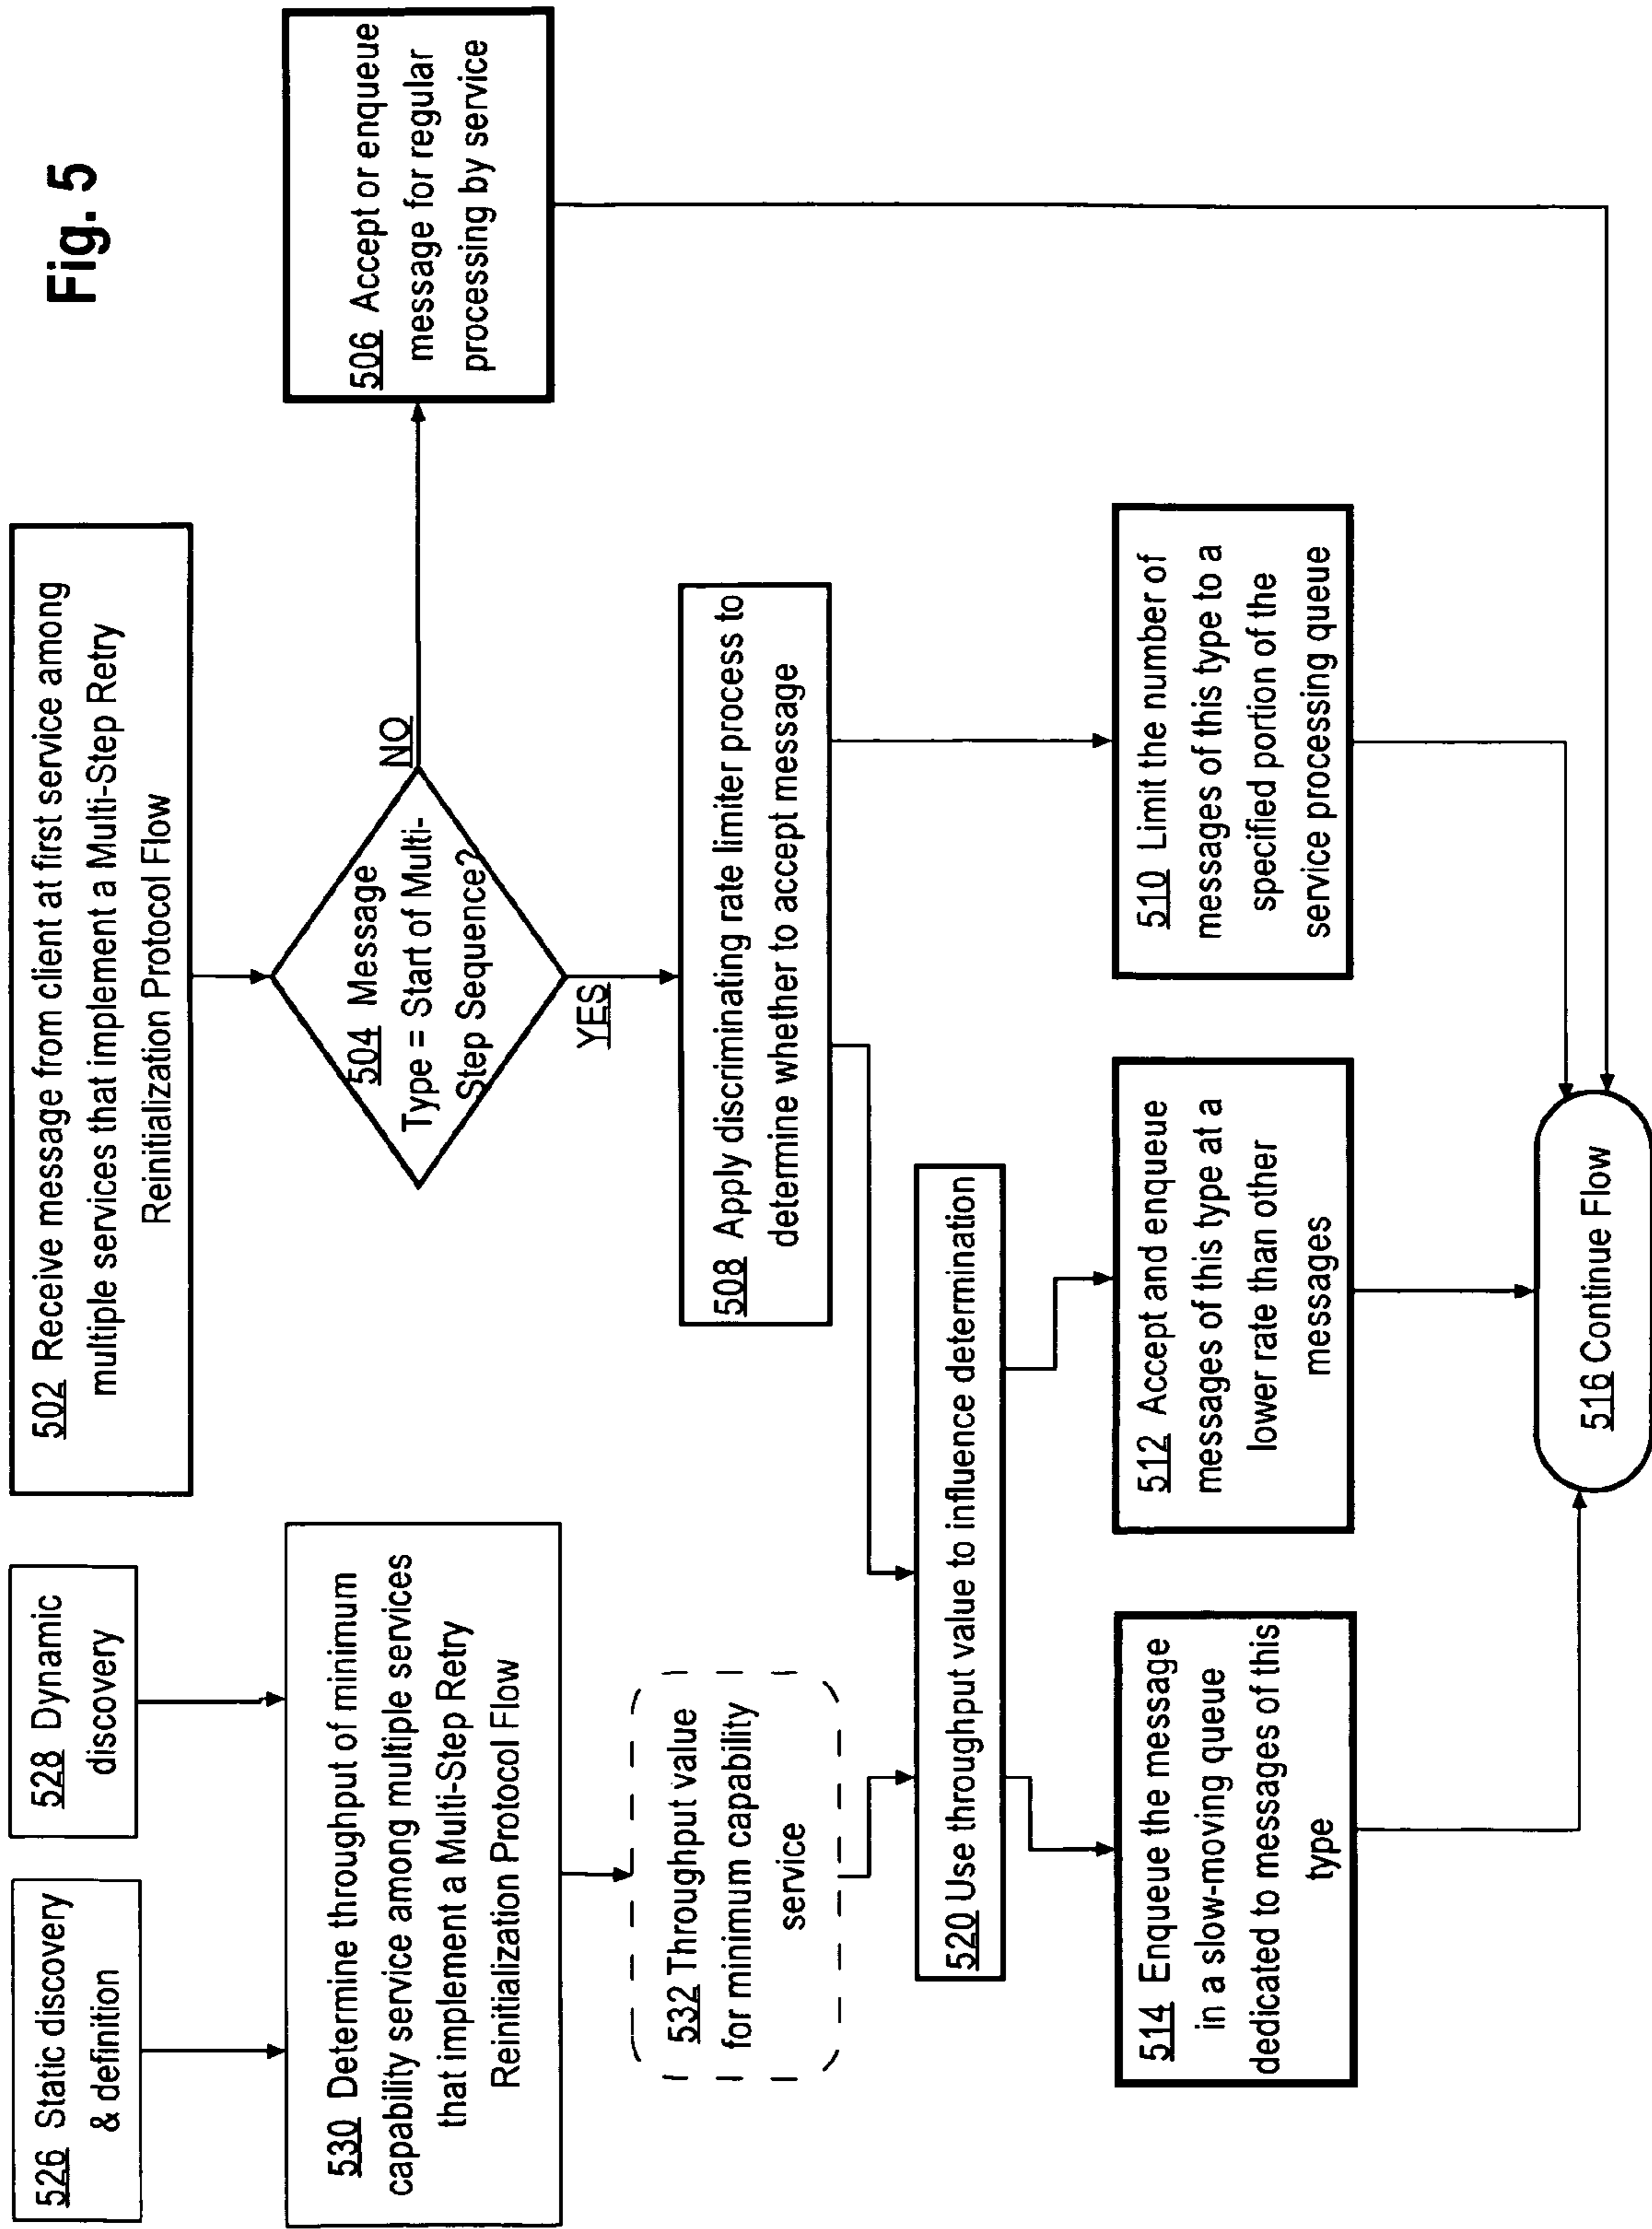 Fig. 5
526 Static discovery
& definition
528 Dynamic
discovery
502 Receive message from client at first service among
multiple services that implement a Multi-Step Retry
Reinitialization Protocol Flow
530 Determine throughput of minimum
capability service among multiple services
that implement a Multi-Step Retry
Reinitialization Protocol Flow
504 Message
Type = Start of Multi-
Step Sequence?
NO
YES
506 Accept or enqueue
message for regular
processing by service
532 Throughput value
for minimum capability
service
508 Apply discriminating rate limiter process to
determine whether to accept message
520 Use throughput value to influence determination
514 Enqueue the message
in a slow-moving queue
dedicated to messages of this
type
512 Accept and enqueue
messages of this type at a
lower rate than other
messages
510 Limit the number of
messages of this type to a
specified portion of the
service processing queue
516 Continue Flow